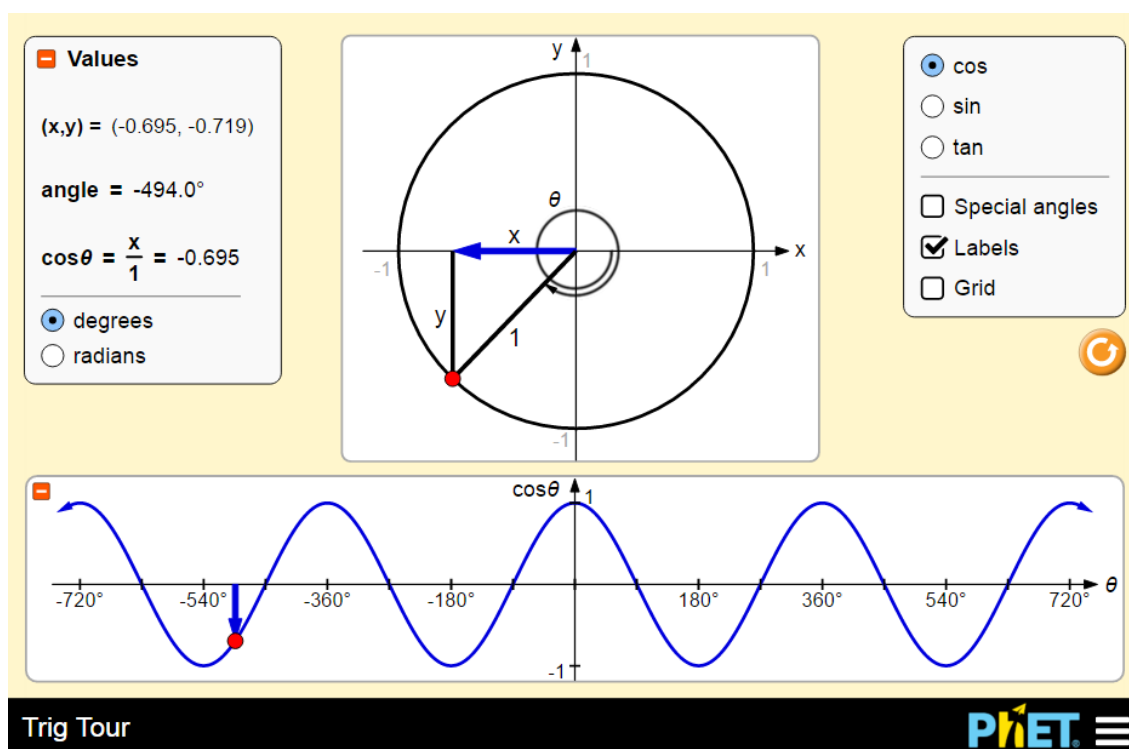 Values
(x,y) = (-0.695, -0.719)
angle = -494.0°
cosθ = x/1 = -0.695
degrees
radians
y
1
θ
x
x
-1
1
y
1
-1
cos
sin
tan
Special angles
Labels
Grid
cosθ
1
-720° -540° -360° -180° 180° 360° 540° 720° θ
-1
Trig Tour
PhET